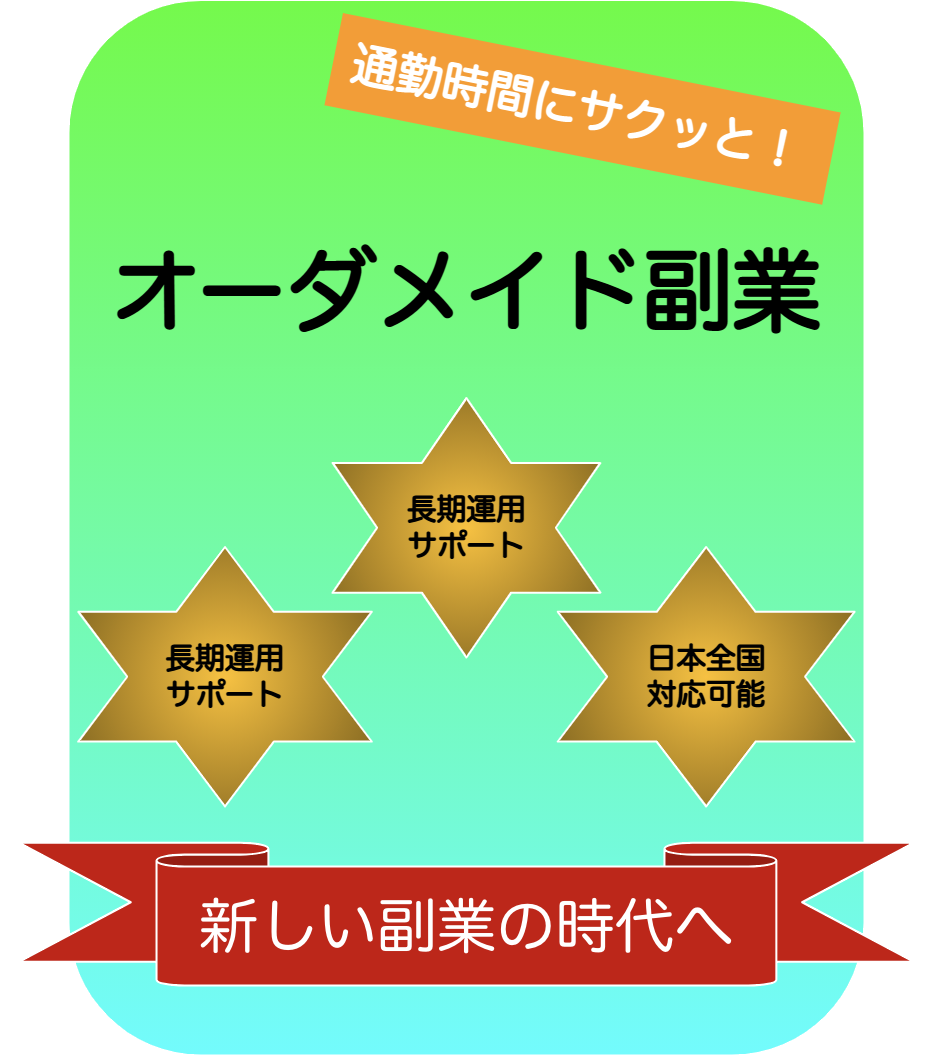 通勤時間にサクッと！
オーダメイド副業
長期運用
サポート
長期運用
サポート
日本全国
対応可能
新しい副業の時代へ